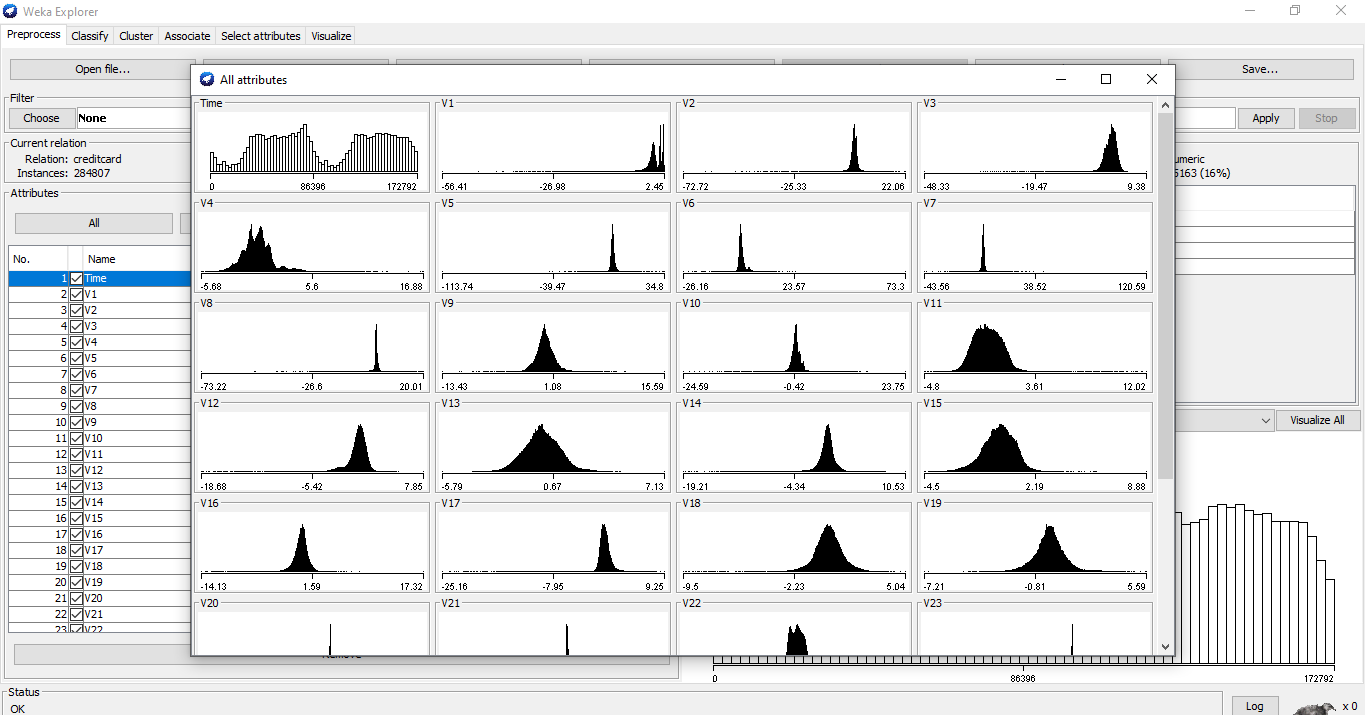 Weka Explorer
Preprocess Classify Cluster Associate Select attributes Visualize
Open file... Save...
All attributes
Filter
Choose None Apply Stop
Current relation
Relation: creditcard
Instances: 284807
Attributes
All
No. Name
1 Time
2 V1
3 V2
4 V3
5 V4
6 V5
7 V6
8 V7
9 V8
10 V9
11 V10
12 V11
13 V12
14 V13
15 V14
16 V15
17 V16
18 V17
19 V18
20 V19
21 V20
22 V21
23 V22
Time V1 V2 V3
0 86396 172792 -56.41 -26.98 2.45 -72.72 -25.33 22.06 -48.33 -19.47 9.38
V4 V5 V6 V7
-5.68 5.6 16.88 -113.74 -39.47 34.8 -26.16 23.57 73.3 -43.56 38.52 120.59
V8 V9 V10 V11
-73.22 -26.6 20.01 -13.43 1.08 15.59 -24.59 -0.42 23.75 -4.8 3.61 12.02
V12 V13 V14 V15
-18.68 -5.42 7.85 -5.79 0.67 7.13 -19.21 -4.34 10.53 -4.5 2.19 8.88
V16 V17 V18 V19
-14.13 1.59 17.32 -25.16 -7.95 9.25 -9.5 -2.23 5.04 -7.21 -0.81 5.59
V20 V21 V22 V23
umeric
5163 (16%)
Visualize All
0 86396 172792
Status
OK
Log x 0